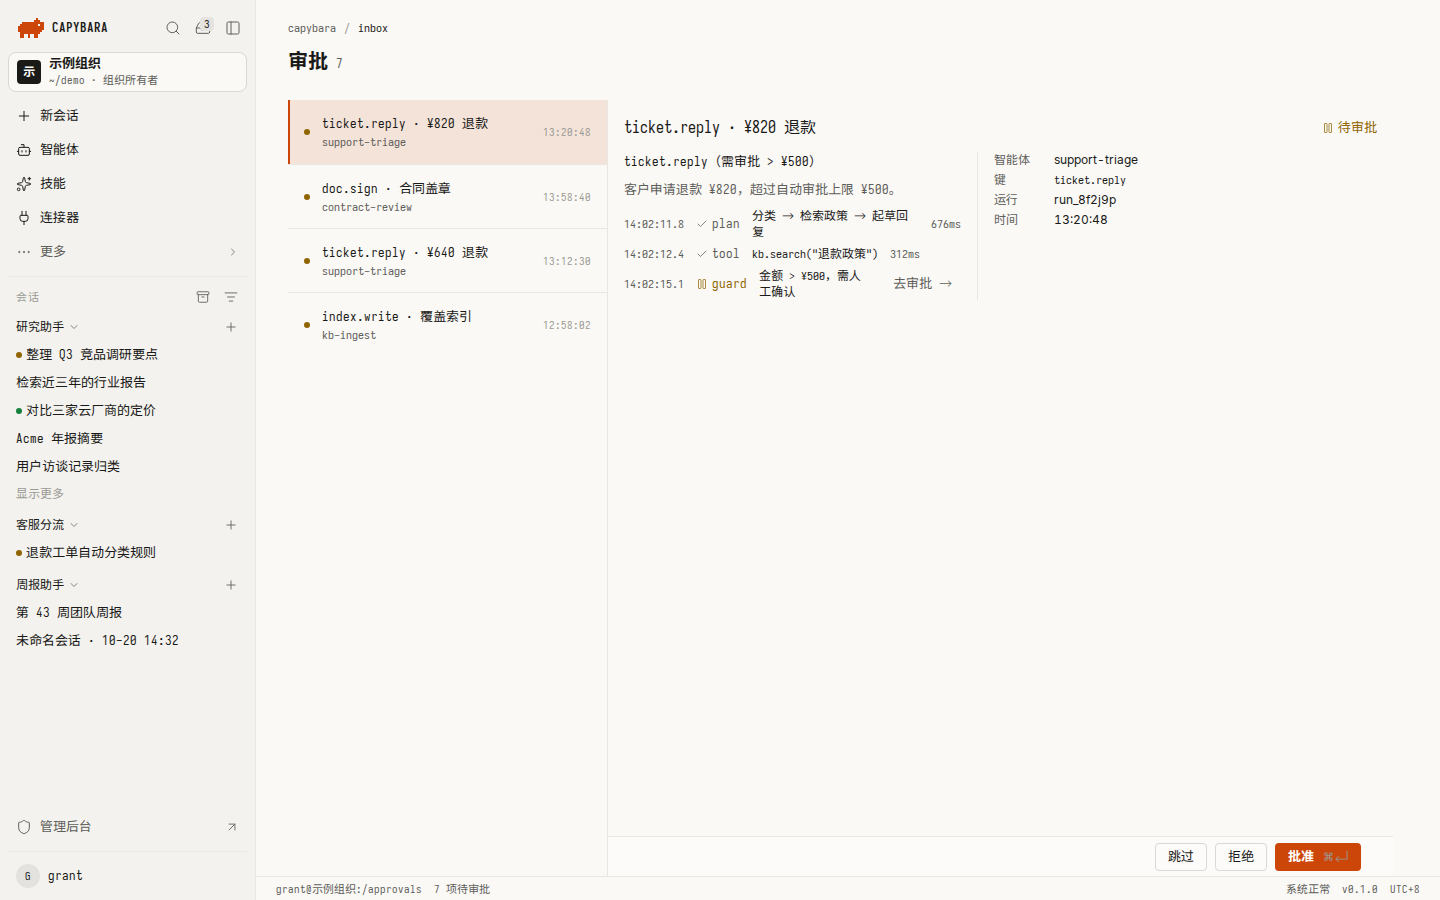 CAPYBARA
3
示 示例组织
~/demo · 组织所有者
新会话
智能体
技能
连接器
更多
会话
研究助手
整理 Q3 竞品调研要点
检索近三年的行业报告
对比三家云厂商的定价
Acme 年报摘要
用户访谈记录归类
显示更多
客服分流
退款工单自动分类规则
周报助手
第 43 周团队周报
未命名会话 · 10-20 14:32
管理后台
G grant
capybara / inbox
审批 7
ticket.reply · ¥820 退款
support-triage
13:20:48
doc.sign · 合同盖章
contract-review
13:58:40
ticket.reply · ¥640 退款
support-triage
13:12:30
index.write · 覆盖索引
kb-ingest
12:58:02
ticket.reply · ¥820 退款
待审批
ticket.reply（需审批 > ¥500）
客户申请退款 ¥820，超过自动审批上限 ¥500。
14:02:11.8 plan 分类 → 检索政策 → 起草回
复
676ms
14:02:12.4 tool kb.search("退款政策") 312ms
14:02:15.1 guard 金额 > ¥500，需人
工确认
去审批 →
智能体 support-triage
键 ticket.reply
运行 run_8f2j9p
时间 13:20:48
跳过 拒绝 批准 ⌘↵
grant@示例组织:/approvals 7 项待审批
系统正常 v0.1.0 UTC+8